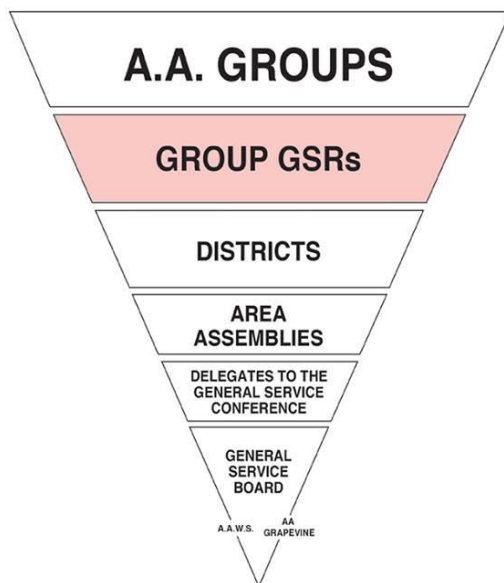 A.A. GROUPS
GROUP GSRs
DISTRICTS
AREA
ASSEMBLIES
DELEGATES TO THE
GENERAL SERVICE
CONFERENCE
GENERAL
SERVICE
BOARD
A.A.W.S.
AA
GRAPEVINE